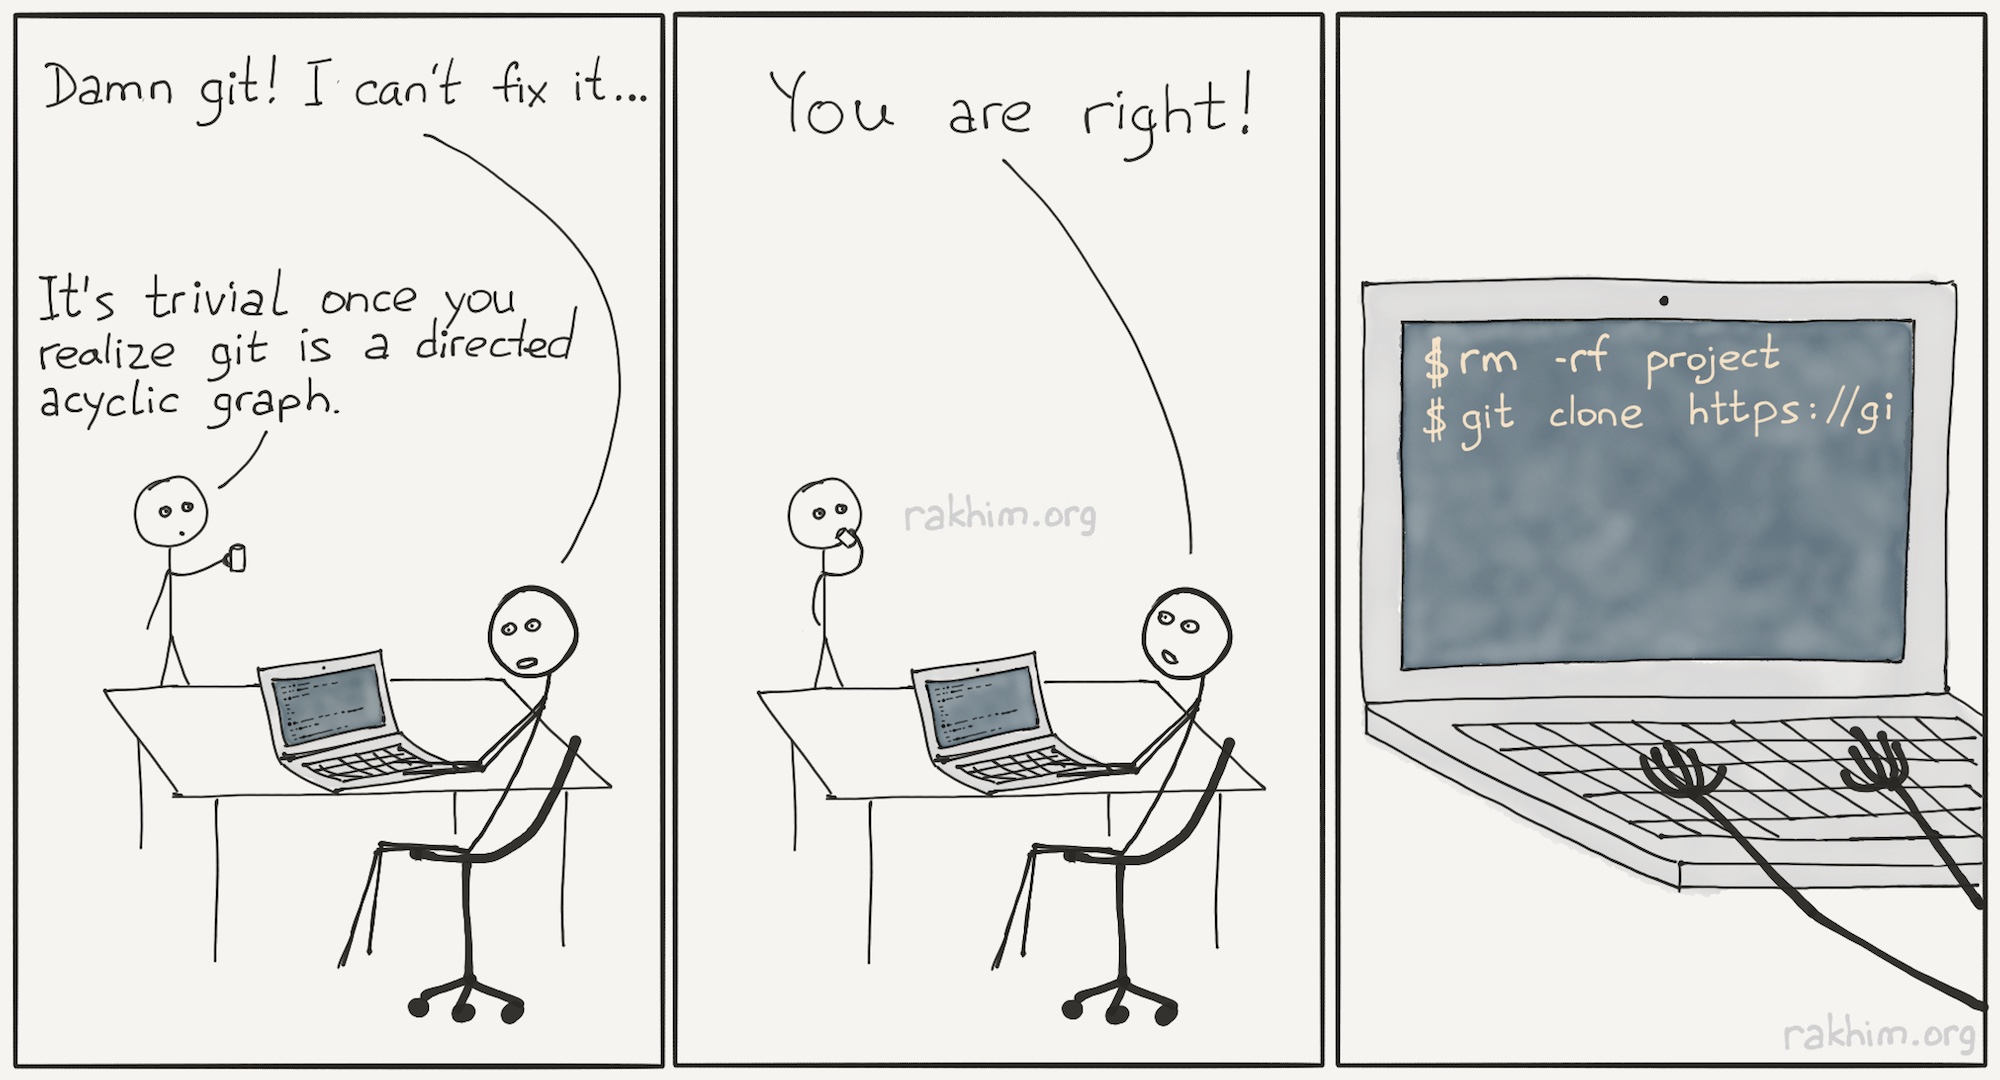 Damn git! I can't fix it...
It's trivial once you
realize git is a directed
acyclic graph.
You are right!
rakhim.org
$ rm -rf project
$ git clone https://gi
rakhim.org